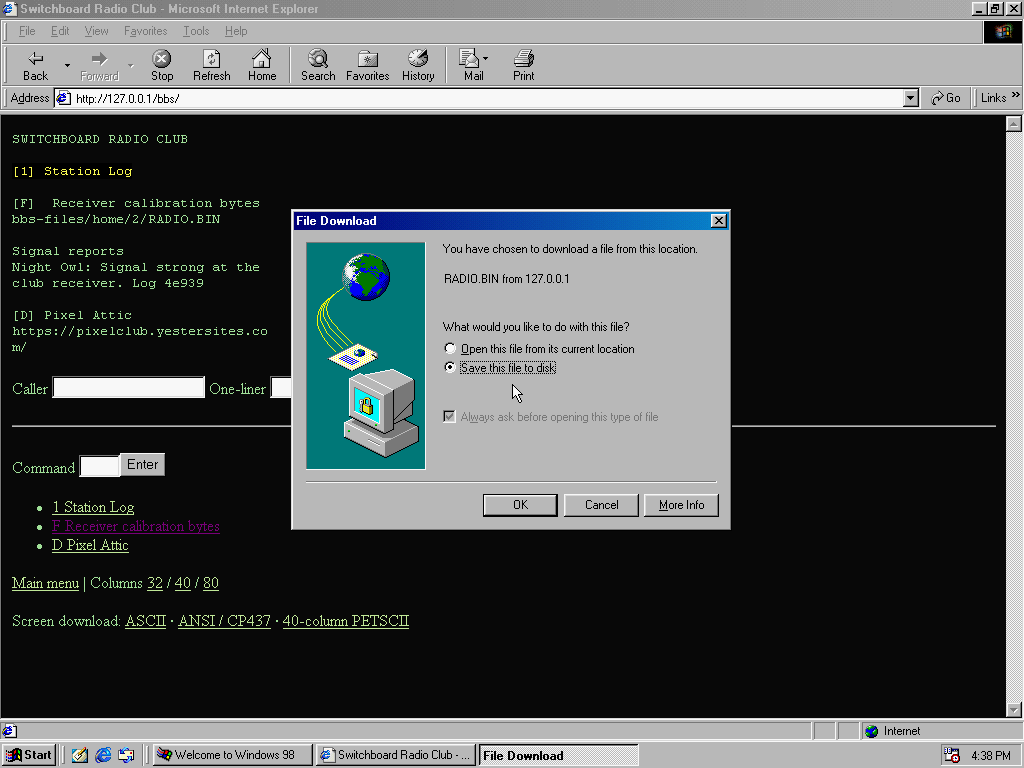 Switchboard Radio Club - Microsoft Internet Explorer
File Edit View Favorites Tools Help
Back Forward Stop Refresh Home Search Favorites History Mail Print
Address http://127.0.0.1/bbs/ Go Links »
SWITCHBOARD RADIO CLUB
[1] Station Log
[F] Receiver calibration bytes
bbs-files/home/2/RADIO.BIN
Signal reports
Night Owl: Signal strong at the
club receiver. Log 4e939
[D] Pixel Attic
https://pixelclub.yestersites.co
m/
Caller One-liner
Command Enter
1 Station Log
F Receiver calibration bytes
D Pixel Attic
Main menu | Columns 32 / 40 / 80
Screen download: ASCII · ANSI / CP437 · 40-column PETSCII
File Download
You have chosen to download a file from this location.
RADIO.BIN from 127.0.0.1
What would you like to do with this file?
Open this file from its current location
Save this file to disk
Always ask before opening this type of file
OK Cancel More Info
Internet
Start Welcome to Windows 98 Switchboard Radio Club - ... File Download 4:38 PM